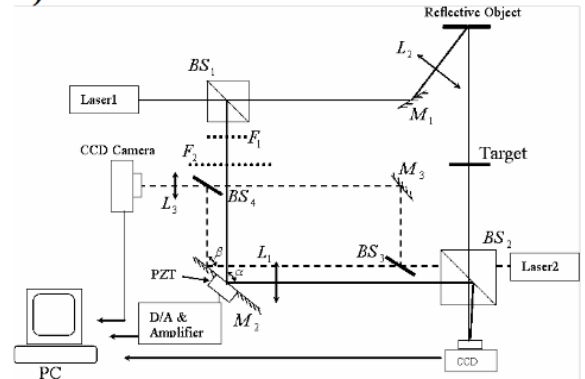 )
Reflective Object
L2
BS1
Laser1
M1
F1
F2
CCD Camera
Target
M3
L3
BS4
BS2
β
L1
BS3
PZT
α
Laser2
M2
D/A &
Amplifier
CCD
PC